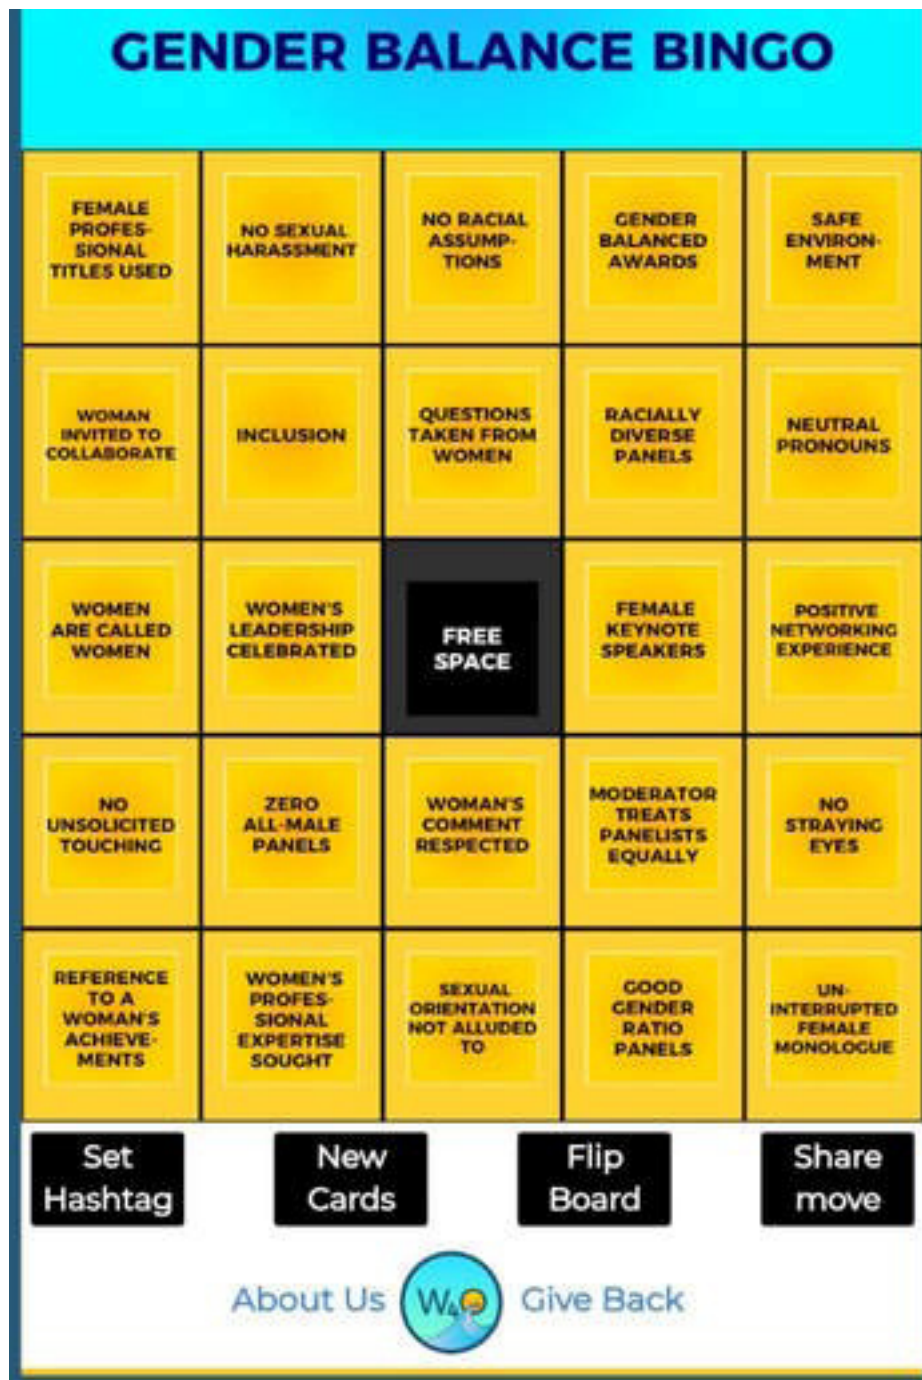 GENDER BALANCE BINGO
FEMALE
PROFES-
SIONAL
TITLES USED
NO SEXUAL
HARASSMENT
NO RACIAL
ASSUMP-
TIONS
GENDER
BALANCED
AWARDS
SAFE
ENVIRON-
MENT
WOMAN
INVITED TO
COLLABORATE
INCLUSION
QUESTIONS
TAKEN FROM
WOMEN
RACIALLY
DIVERSE
PANELS
NEUTRAL
PRONOUNS
WOMEN
ARE CALLED
WOMEN
WOMEN'S
LEADERSHIP
CELEBRATED
FREE
SPACE
FEMALE
KEYNOTE
SPEAKERS
POSITIVE
NETWORKING
EXPERIENCE
NO
UNSOLICITED
TOUCHING
ZERO
ALL-MALE
PANELS
WOMAN'S
COMMENT
RESPECTED
MODERATOR
TREATS
PANELISTS
EQUALLY
NO
STRAYING
EYES
REFERENCE
TO A
WOMAN'S
ACHIEVE-
MENTS
WOMEN'S
PROFES-
SIONAL
EXPERTISE
SOUGHT
SEXUAL
ORIENTATION
NOT ALLUDED
TO
GOOD
GENDER
RATIO
PANELS
UN-
INTERRUPTED
FEMALE
MONOLOGUE
Set
Hashtag
New
Cards
Flip
Board
Share
move
About Us
W4O
Give Back